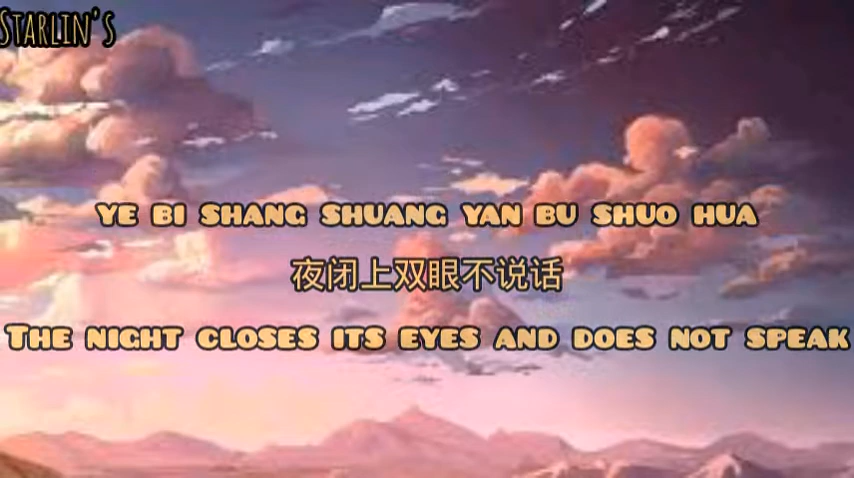 STARLIN'S
YE BI SHANG SHUANG YAN BU SHUO HUA
夜闭上双眼不说话
THE NIGHT CLOSES ITS EYES AND DOES NOT SPEAK